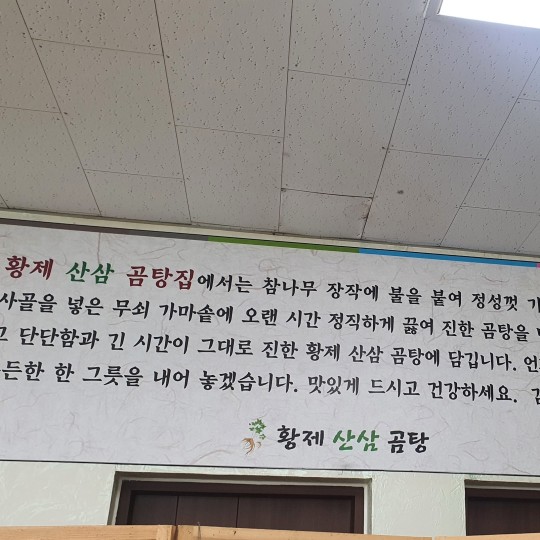 황제 산삼 곰탕집에서는 참나무 장작에 불을 붙여 정성껏
사골을 넣은 무쇠 가마솥에 오랜 시간 정직하게 끓여 진한 곰탕을
단단함과 긴 시간이 그대로 진한 황제 산삼 곰탕에 담깁니다.
한 그릇을 내어 놓겠습니다. 맛있게 드시고 건강하세요.
황제 산삼 곰탕